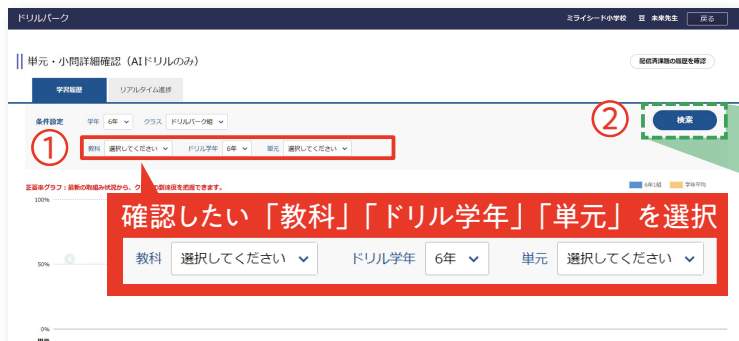 ドリルパーク ミライシード小学校 豆 未来先生 戻る
単元・小問詳細確認（AIドリルのみ） 配信済課題の履歴を確認
学習履歴 リアルタイム進捗
条件設定 学年 6年 クラス ドリルパーク組 ② 検索
① 教科 選択してください ドリル学年 6年 単元 選択してください
正答率グラフ：最新の取組み状況から、ク の到達度を把握できます。 6年1組 学年平均
100%
確認したい「教科」「ドリル学年」「単元」を選択
教科 選択してください ドリル学年 6年 単元 選択してください
50%
0%
単元